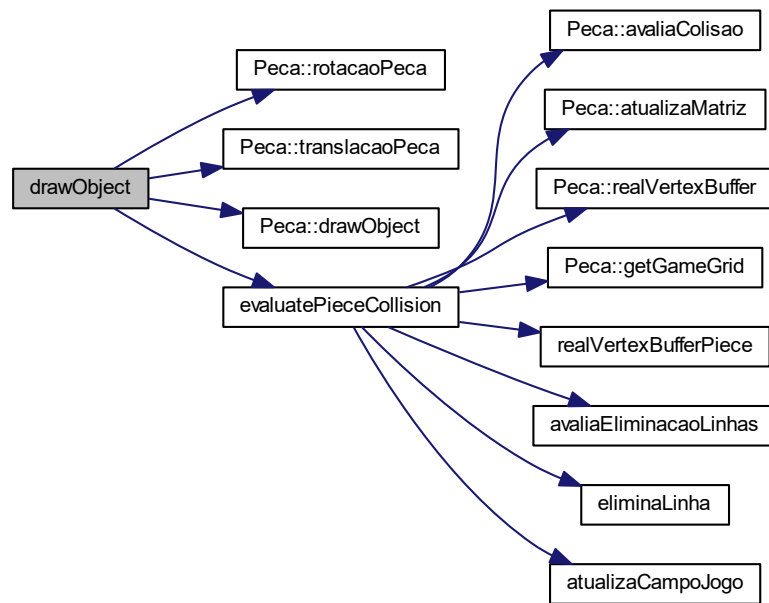 drawObject
Peca::rotacaoPeca
Peca::translacaoPeca
Peca::drawObject
evaluatePieceCollision
Peca::avaliaColisao
Peca::atualizaMatriz
Peca::realVertexBuffer
Peca::getGameGrid
realVertexBufferPiece
avaliaEliminacaoLinhas
eliminaLinha
atualizaCampoJogo